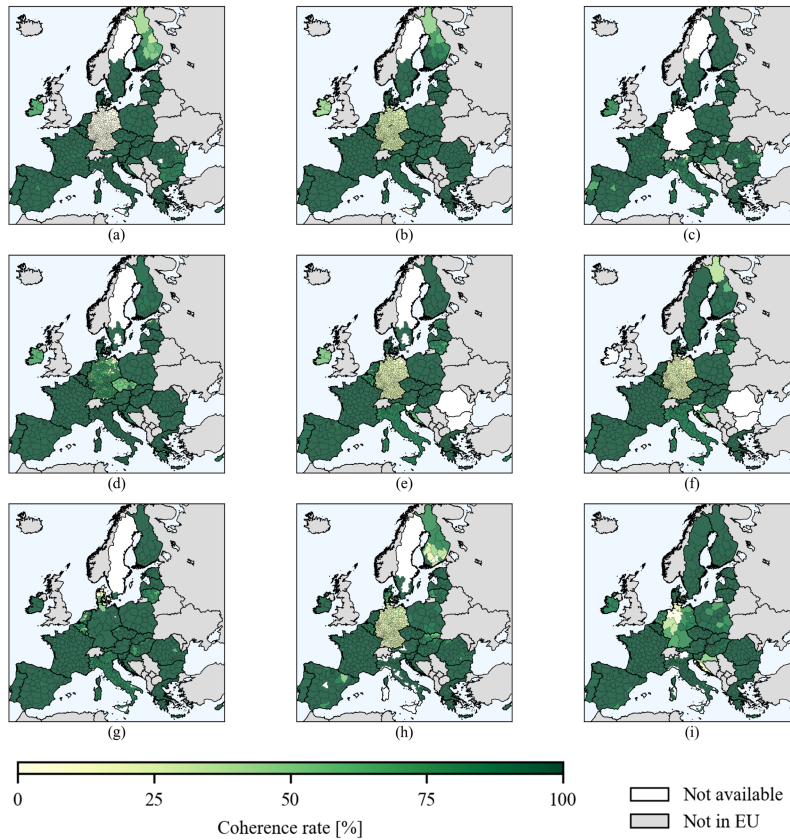 (a) (b) (c)
(d) (e) (f)
(g) (h) (i)
0 25 50 75 100
Coherence rate [%]
Not available
Not in EU